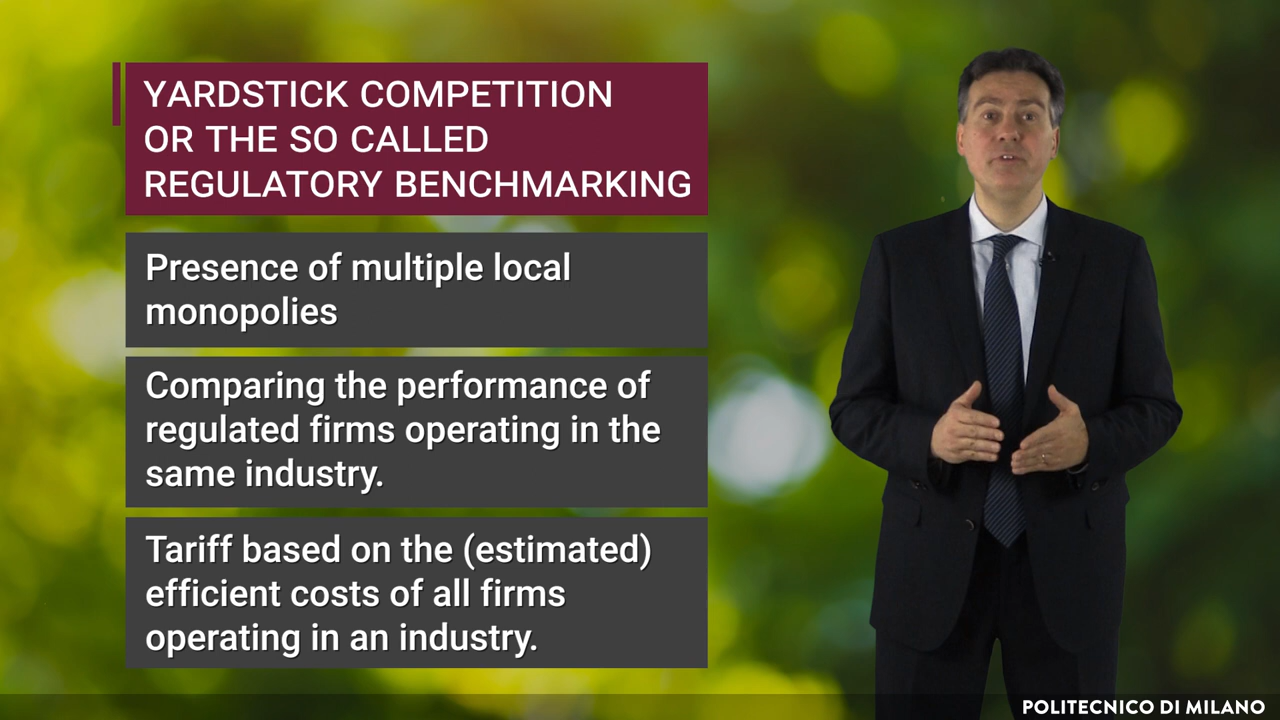 YARDSTICK COMPETITION
OR THE SO CALLED
REGULATORY BENCHMARKING
Presence of multiple local
monopolies
Comparing the performance of
regulated firms operating in the
same industry.
Tariff based on the (estimated)
efficient costs of all firms
operating in an industry.
POLITECNICO DI MILANO